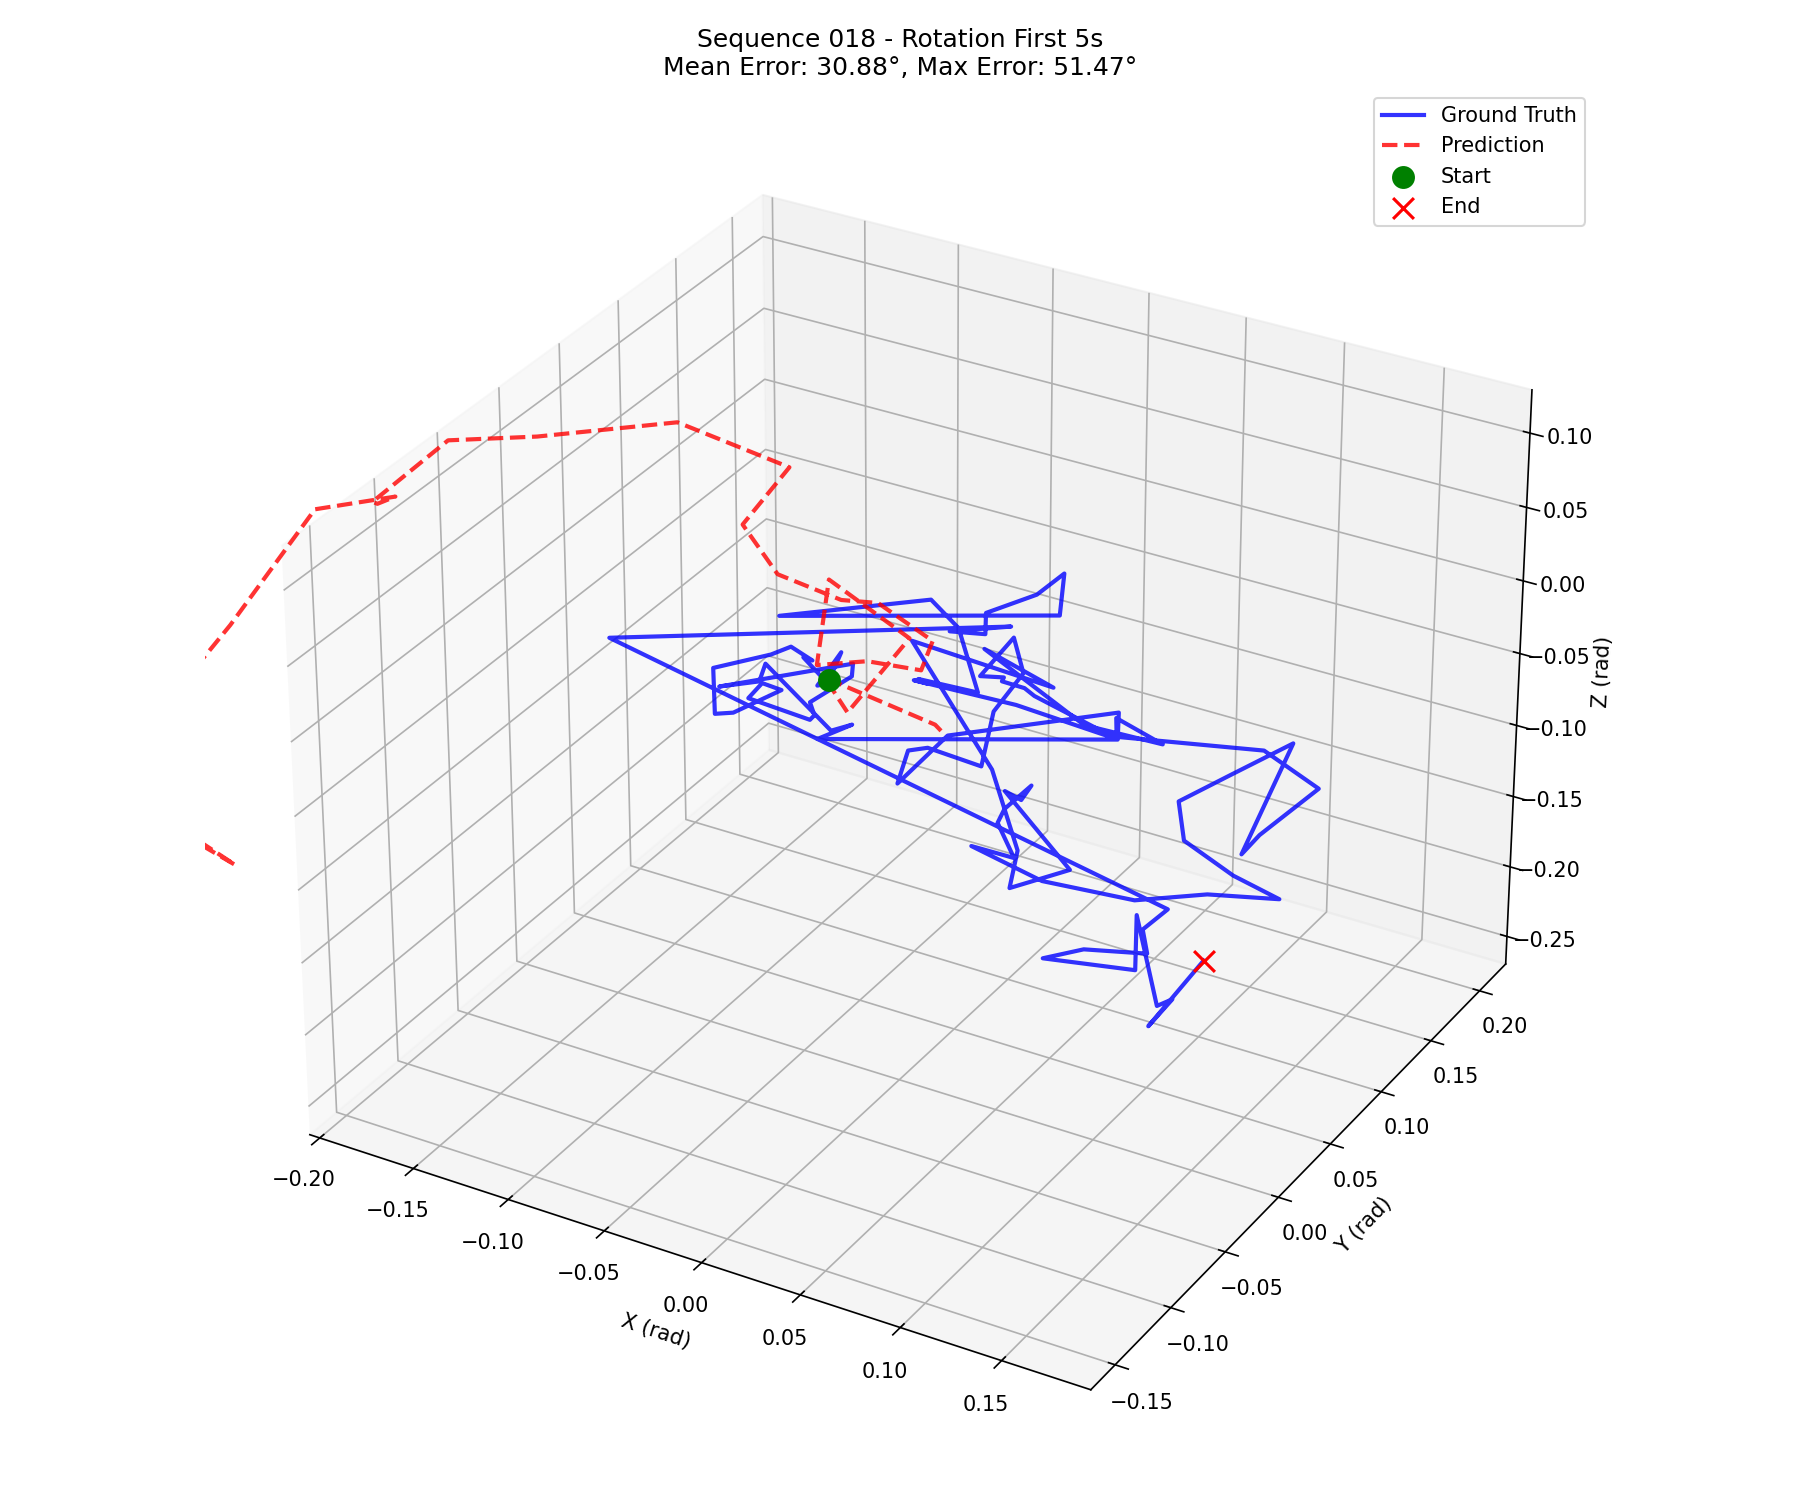 Sequence 018 - Rotation First 5s
Mean Error: 30.88°, Max Error: 51.47°
Ground Truth
Prediction
Start
End
0.10
0.05
0.00
−0.05
−0.10
−0.15
−0.20
−0.25
Z (rad)
0.20
0.15
0.10
0.05
0.00
−0.05
−0.10
−0.15
Y (rad)
−0.20
−0.15
−0.10
−0.05
0.00
0.05
0.10
0.15
X (rad)